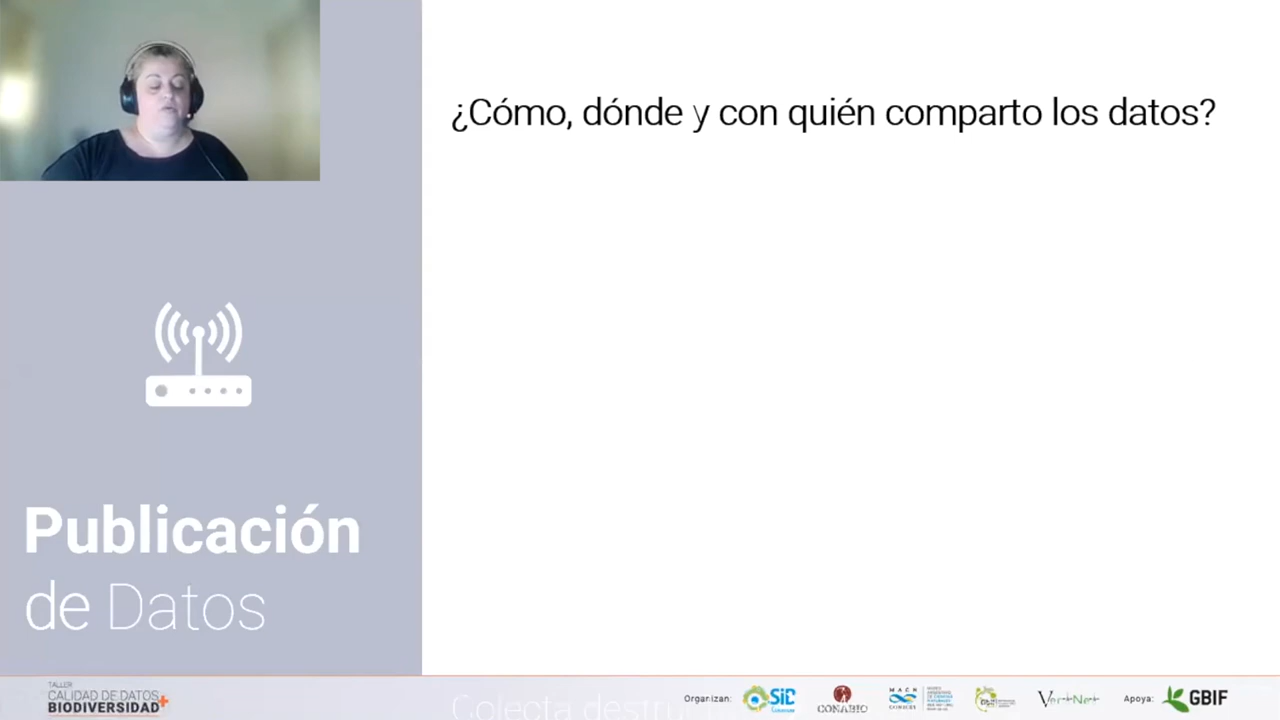 ¿Cómo, dónde y con quién comparto los datos?
Publicación
de Datos
TALLER
CALIDAD DE DATOS
BIODIVERSIDAD+
Organizan:
SiB
CONABIO
MACN
VertNet
Apoya:
GBIF